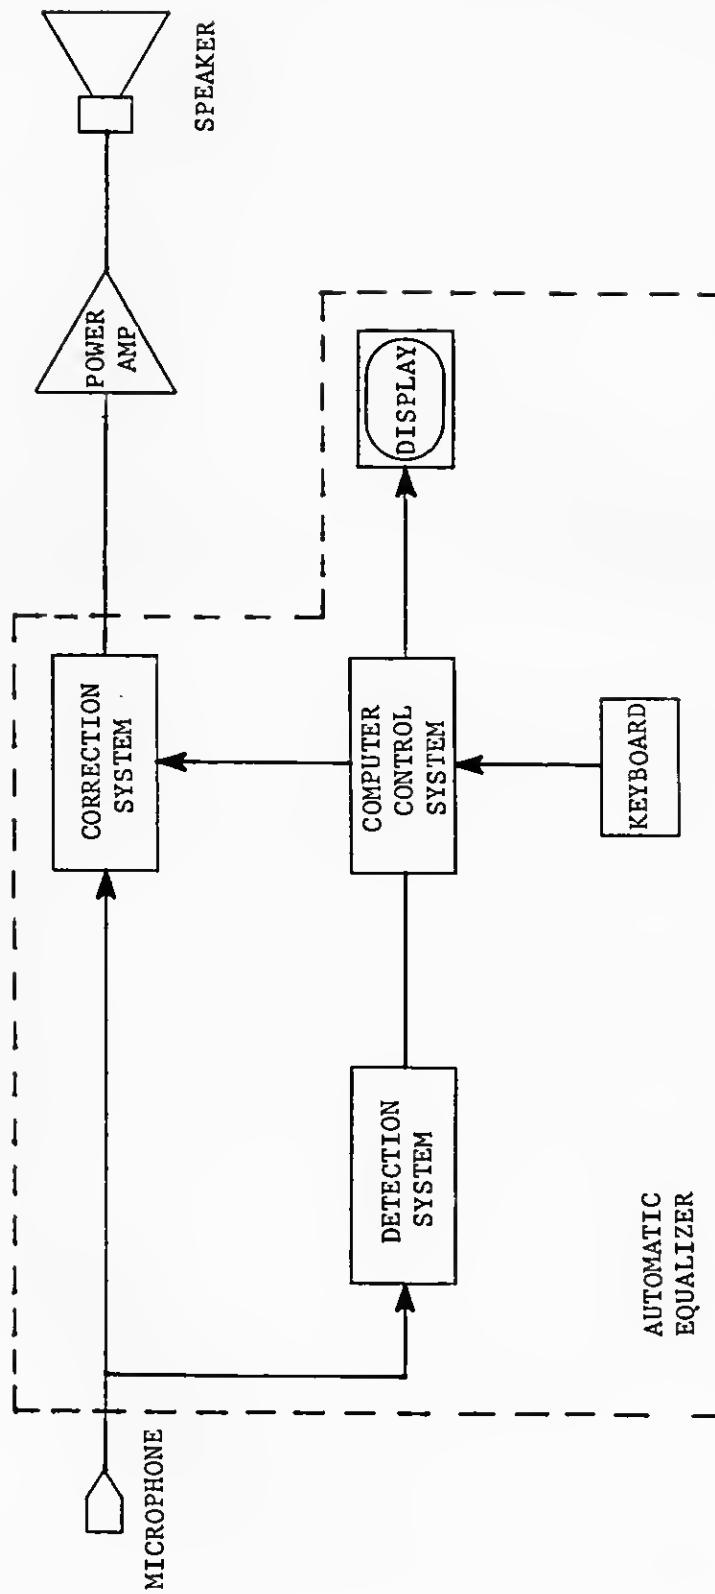 MICROPHONE
CORRECTION
SYSTEM
POWER
AMP
SPEAKER
DETECTION
SYSTEM
COMPUTER
CONTROL
SYSTEM
DISPLAY
KEYBOARD
AUTOMATIC
EQUALIZER